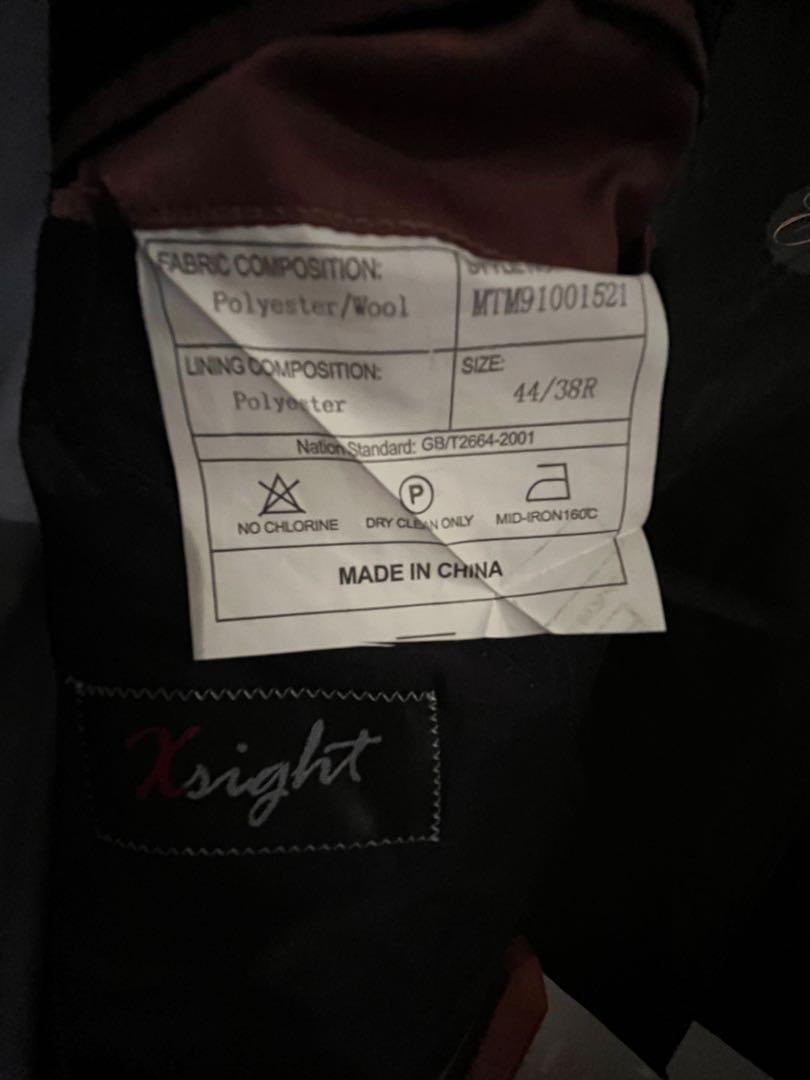 FABRIC COMPOSITION:
Polyester/Wool
MTM91001521
LINING COMPOSITION:
Polyester
SIZE:
44/38R
Nation Standard: GB/T2664-2001
P
NO CHLORINE
DRY CLEAN ONLY
MID-IRON160℃
MADE IN CHINA
Xsight